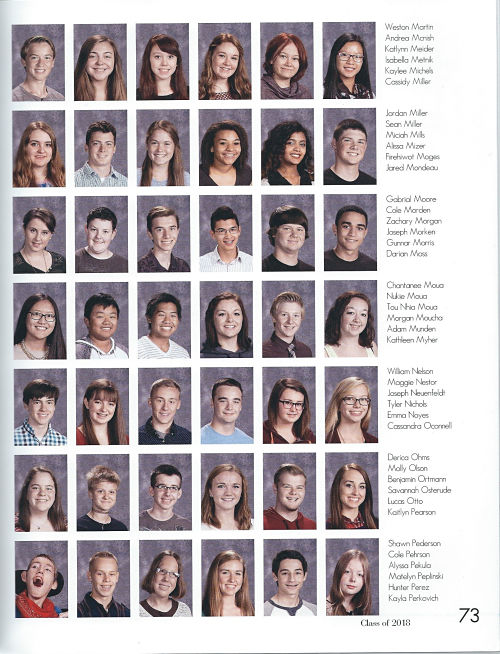 Weston Martin
Andrea Mcnish
Katlynn Meider
Isabella Metnik
Kaylee Michels
Cassidy Miller
Jordan Miller
Sean Miller
Miciah Mills
Alissa Mizer
Firehiwot Moges
Jared Mondeau
Gabrial Moore
Cole Morden
Zachary Morgan
Joseph Morken
Gunnar Morris
Darian Moss
Chantanee Moua
Nukie Moua
Tou Nhia Moua
Morgan Moucha
Adam Munden
Kathleen Myher
William Nelson
Maggie Nestor
Joseph Neuenfeldt
Tyler Nichols
Emma Noyes
Cassandra Oconnell
Derica Ohms
Molly Olson
Benjamin Ortmann
Savannah Osterude
Lucas Otto
Kaitlyn Pearson
Shawn Pederson
Cole Pehrson
Alyssa Pekula
Matelyn Peplinski
Hunter Perez
Kayla Perkovich
Class of 2018
73